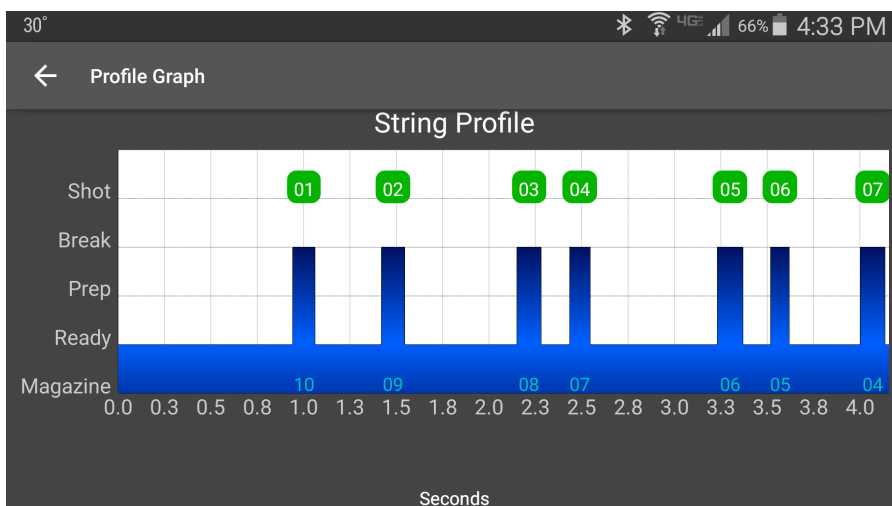 30° 4G 66% 4:33 PM
Profile Graph
String Profile
Shot 01 02 03 04 05 06 07
Break
Prep
Ready
Magazine 10 09 08 07 06 05 04
0.0 0.3 0.5 0.8 1.0 1.3 1.5 1.8 2.0 2.3 2.5 2.8 3.0 3.3 3.5 3.8 4.0
Seconds